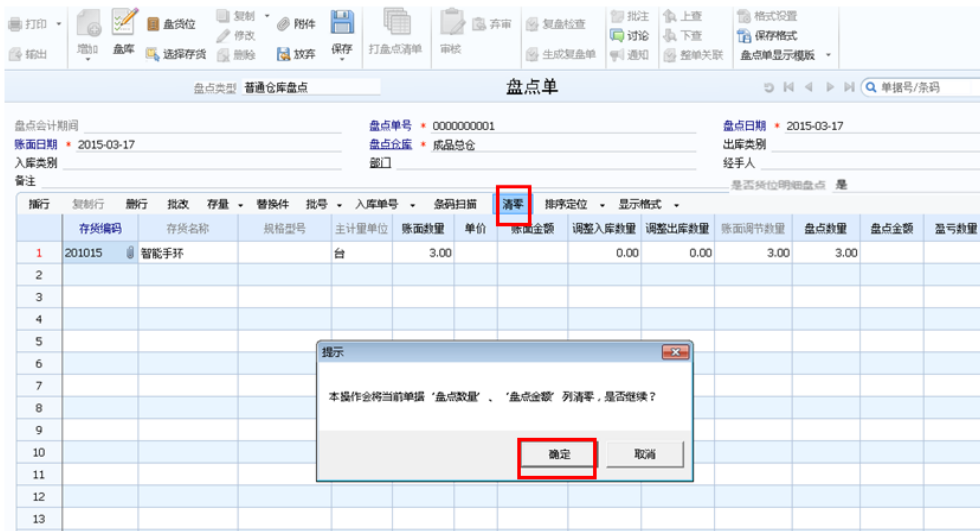 打印 盘货位 复制 附件 弃审 复盘检查 批注 上查 格式设置
修改 讨论 下查 保存格式
输出 增加 盘库 选择存货 删除 放弃 保存 打盘点清单 审核 生成复盘单 通知 整单关联 盘点单显示模版
盘点类型 普通仓库盘点 盘点单 单据号/条码
盘点会计期间 盘点单号 * 0000000001 盘点日期 * 2015-03-17
账面日期 * 2015-03-17 盘点仓库 * 成品总仓 出库类别
入库类别 部门 经手人
备注 是否货位明细盘点 是
插行 复制行 删行 批改 存量 替换件 批号 入库单号 条码扫描 清零 排序定位 显示格式
存货编码 存货名称 规格型号 主计量单位 账面数量 单价 账面金额 调整入库数量 调整出库数量 账面调节数量 盘点数量 盘点金额 盈亏数量
1 201015 智能手环 台 3.00 0.00 0.00 3.00 3.00
2
3
4
5
提示
6
7
本操作会将当前单据‘盘点数量’、‘盘点金额’列清零，是否继续？
8
9
10 确定 取消
11
12
13